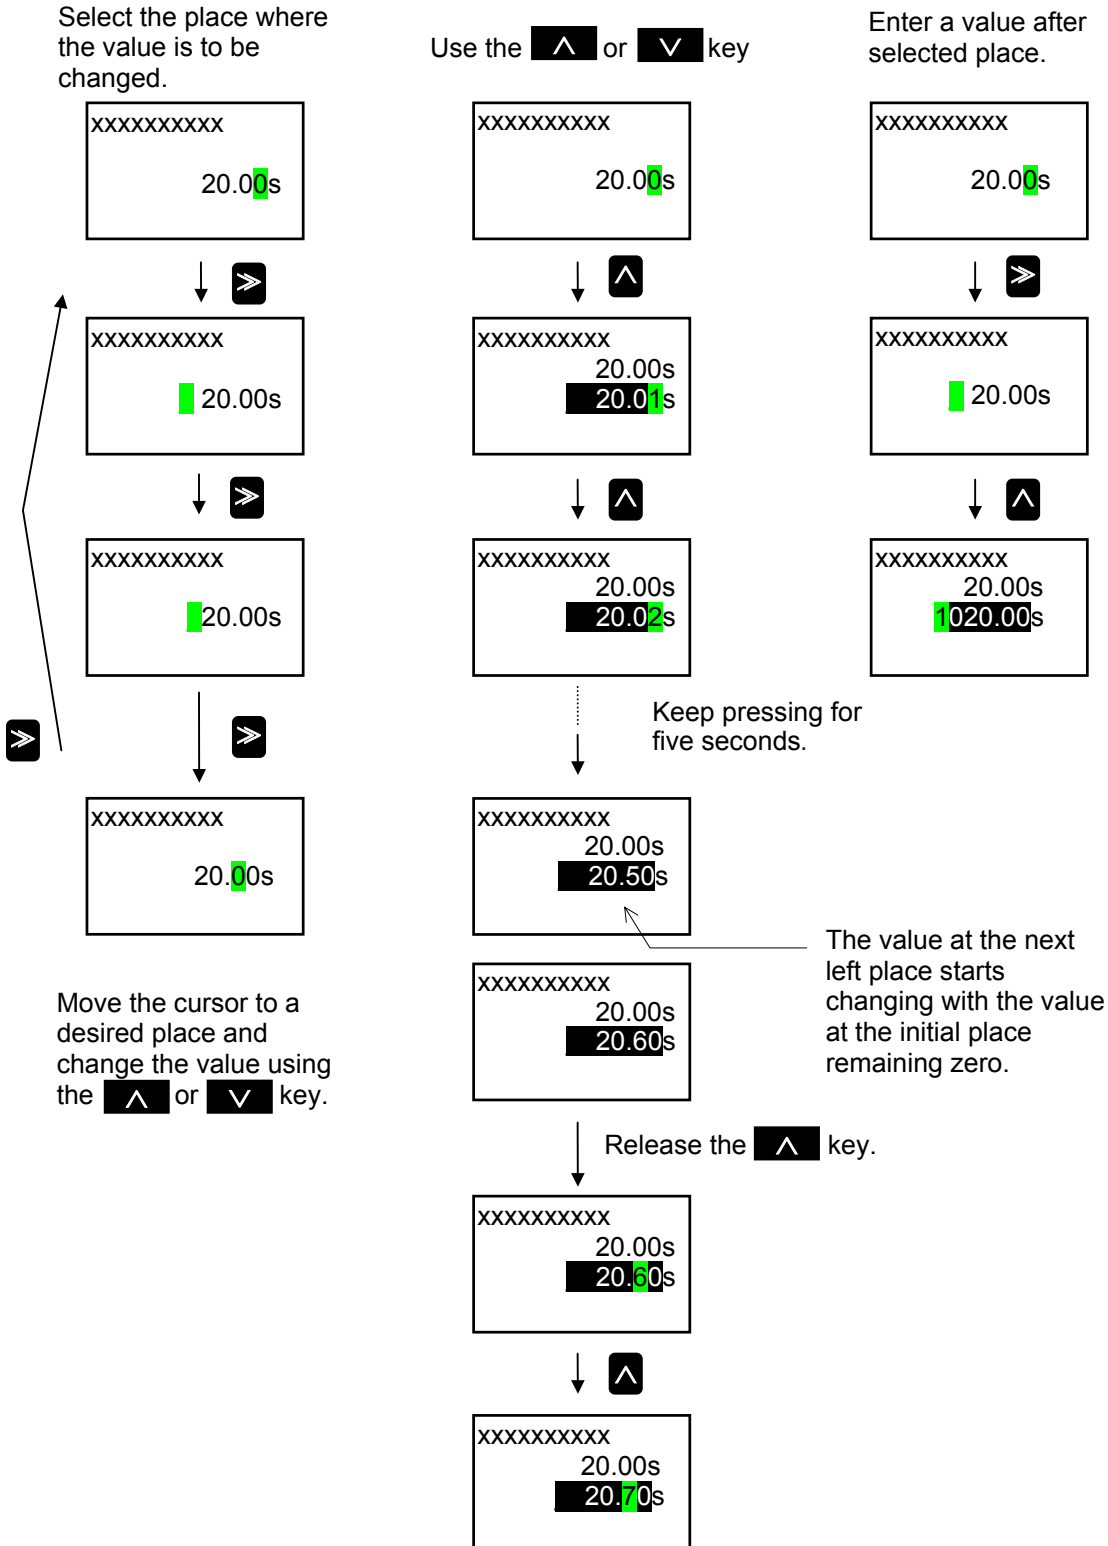 Select the place where
the value is to be
changed.
xxxxxxxxxx
20.00s
xxxxxxxxxx
20.00s
xxxxxxxxxx
20.00s
xxxxxxxxxx
20.00s
Move the cursor to a
desired place and
change the value using
the ∧ or ∨ key.
Use the ∧ or ∨ key
xxxxxxxxxx
20.00s
xxxxxxxxxx
20.00s
20.01s
xxxxxxxxxx
20.00s
20.02s
Keep pressing for
five seconds.
xxxxxxxxxx
20.00s
20.50s
The value at the next
left place starts
changing with the value
at the initial place
remaining zero.
xxxxxxxxxx
20.00s
20.60s
Release the ∧ key.
xxxxxxxxxx
20.00s
20.60s
xxxxxxxxxx
20.00s
20.70s
Enter a value after
selected place.
xxxxxxxxxx
20.00s
xxxxxxxxxx
20.00s
xxxxxxxxxx
20.00s
1020.00s